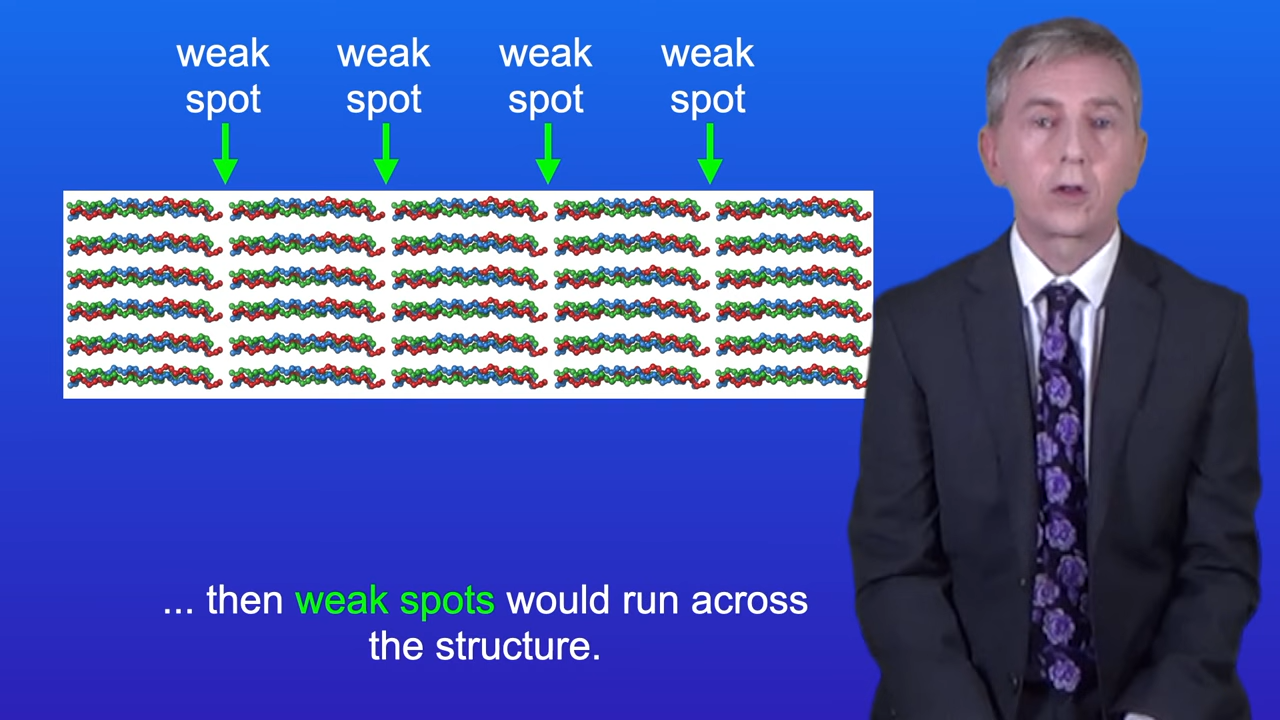 weak weak weak weak
spot spot spot spot
... then weak spots would run across
the structure.